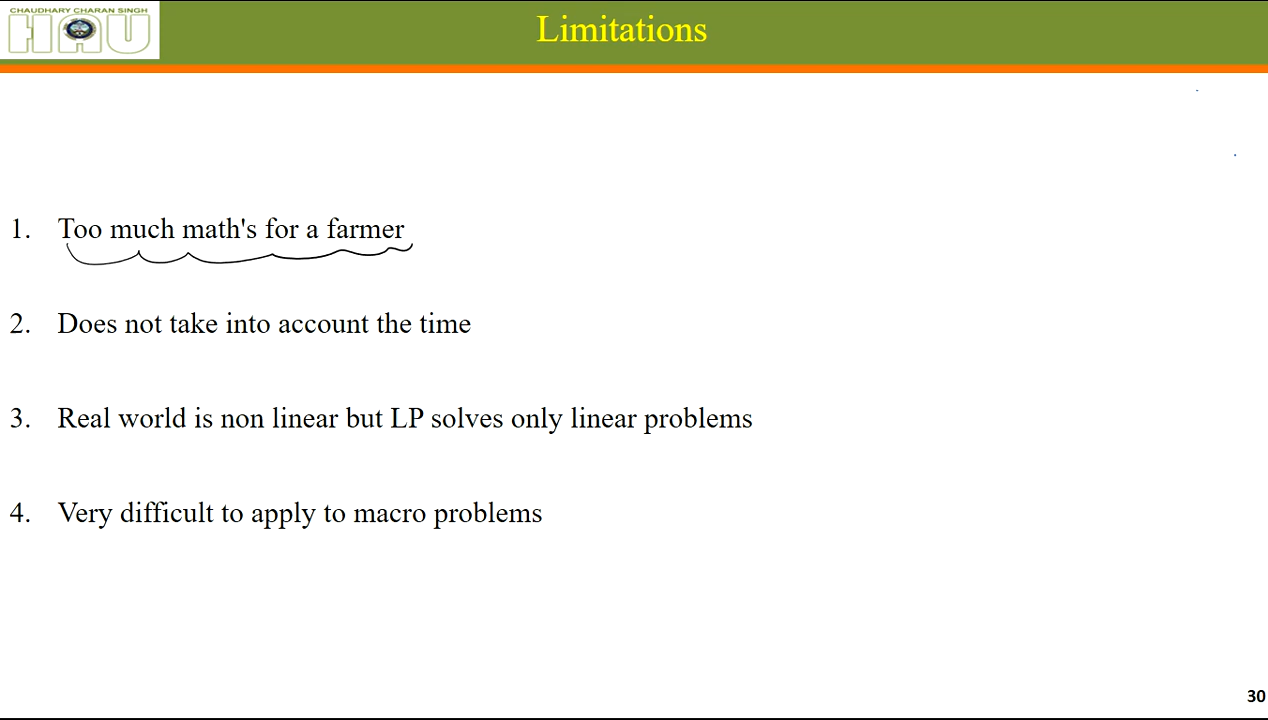 CHAUDHARY CHARAN SINGH
HAU
Limitations
1. Too much math's for a farmer
2. Does not take into account the time
3. Real world is non linear but LP solves only linear problems
4. Very difficult to apply to macro problems
30